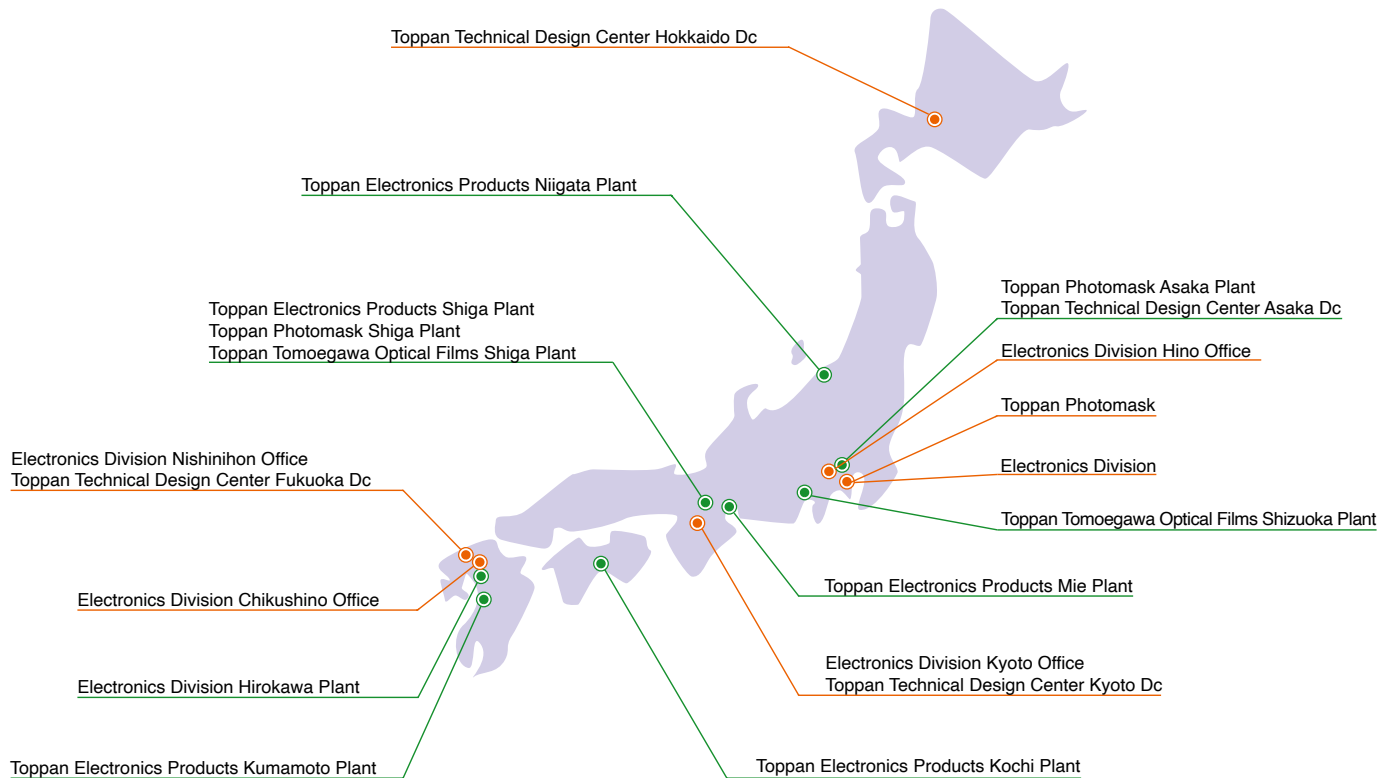 Toppan Technical Design Center Hokkaido Dc
Toppan Electronics Products Niigata Plant
Toppan Electronics Products Shiga Plant
Toppan Photomask Shiga Plant
Toppan Tomoegawa Optical Films Shiga Plant
Toppan Photomask Asaka Plant
Toppan Technical Design Center Asaka Dc
Electronics Division Hino Office
Toppan Photomask
Electronics Division
Toppan Tomoegawa Optical Films Shizuoka Plant
Electronics Division Nishinihon Office
Toppan Technical Design Center Fukuoka Dc
Electronics Division Chikushino Office
Toppan Electronics Products Mie Plant
Electronics Division Kyoto Office
Toppan Technical Design Center Kyoto Dc
Electronics Division Hirokawa Plant
Toppan Electronics Products Kumamoto Plant
Toppan Electronics Products Kochi Plant